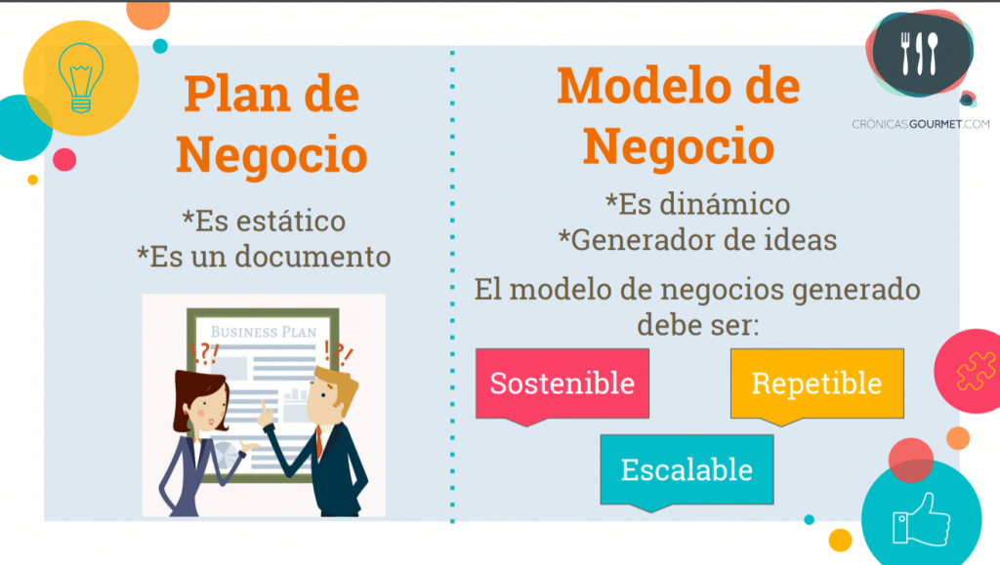 Plan de
Negocio
*Es estático
*Es un documento
BUSINESS PLAN
!?!
!?!
Modelo de
Negocio
*Es dinámico
*Generador de ideas
El modelo de negocios generado
debe ser:
Sostenible
Repetible
Escalable
CRÓNICASGOURMET.COM